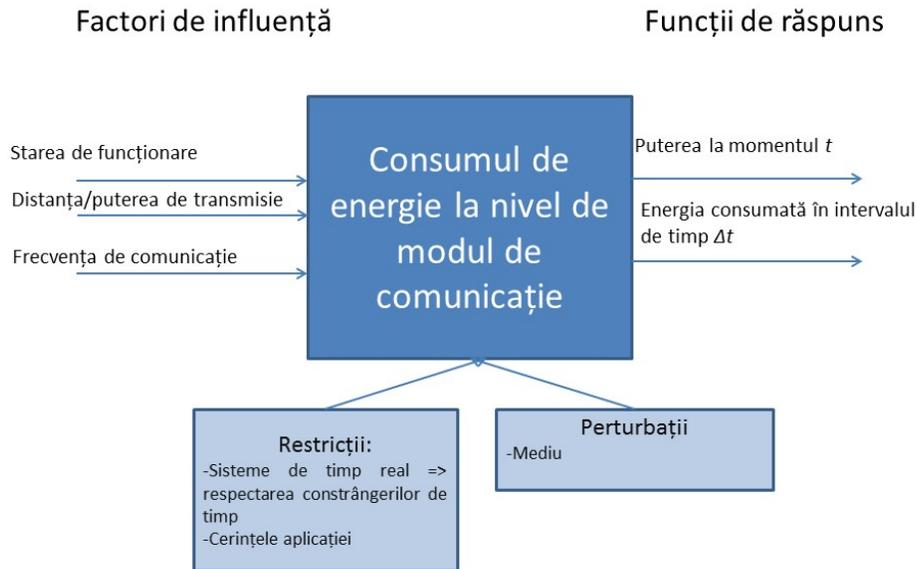 Factori de influență
Funcții de răspuns
Starea de funcționare
Distanța/puterea de transmisie
Frecvența de comunicație
Consumul de
energie la nivel de
modul de
comunicație
Puterea la momentul t
Energia consumată în intervalul
de timp Δt
Restricții:
-Sisteme de timp real =>
respectarea constrângerilor de
timp
-Cerințele aplicației
Perturbații
-Mediu